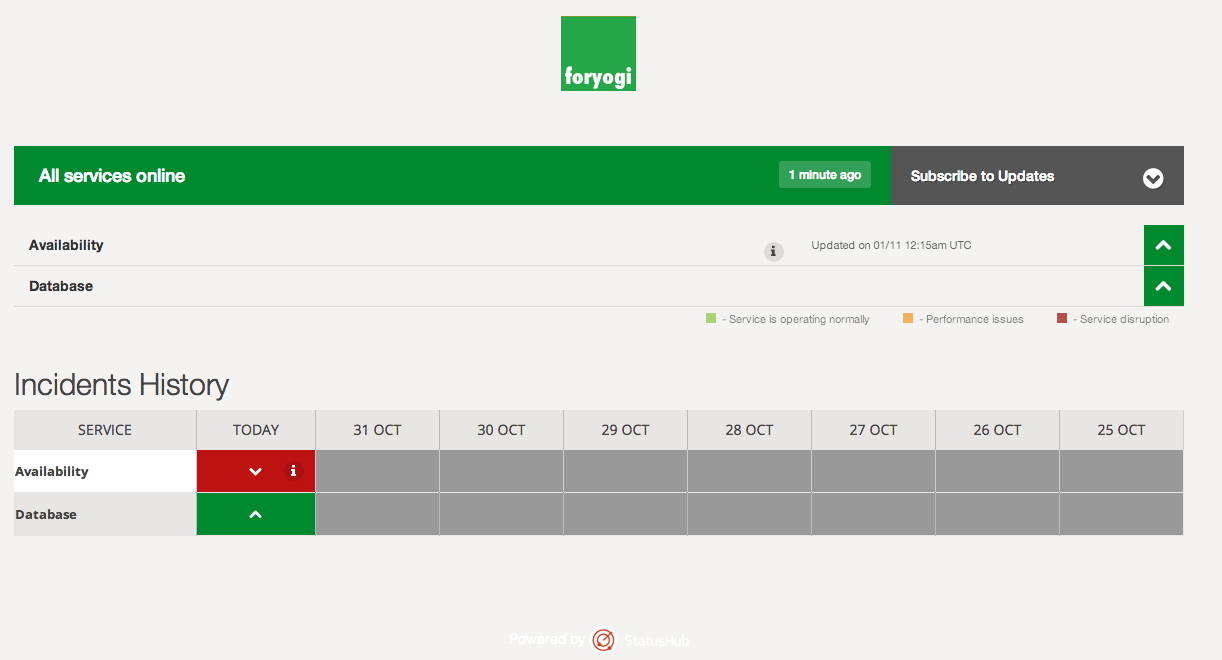 foryogi
All services online 1 minute ago Subscribe to Updates
Availability i Updated on 01/11 12:15am UTC
Database
- Service is operating normally - Performance issues - Service disruption
Incidents History
SERVICE TODAY 31 OCT 30 OCT 29 OCT 28 OCT 27 OCT 26 OCT 25 OCT
Availability i
Database
Powered by StatusHub